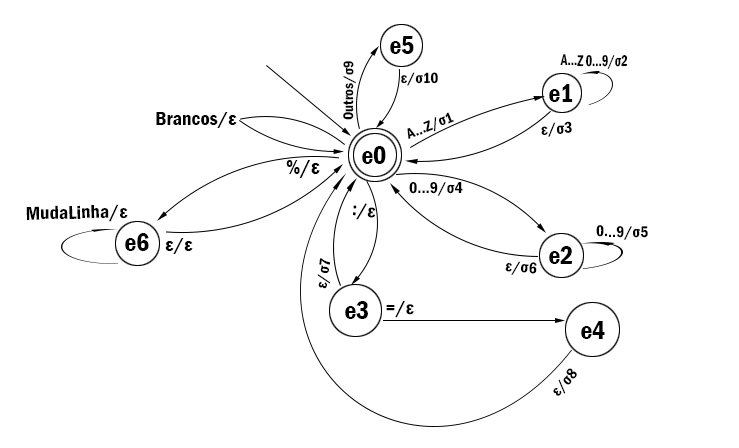 e5
Outros/σ9
ε/σ10
A...Z 0...9/σ2
e1
Brancos/ε
A...Z/σ1
ε/σ3
e0
%/ε
0...9/σ4
MudaLinha/ε
:/ε
e6
ε/ε
0...9/σ5
e2
ε/σ6
ε/σ7
e3
=/ε
e4
ε/σ8